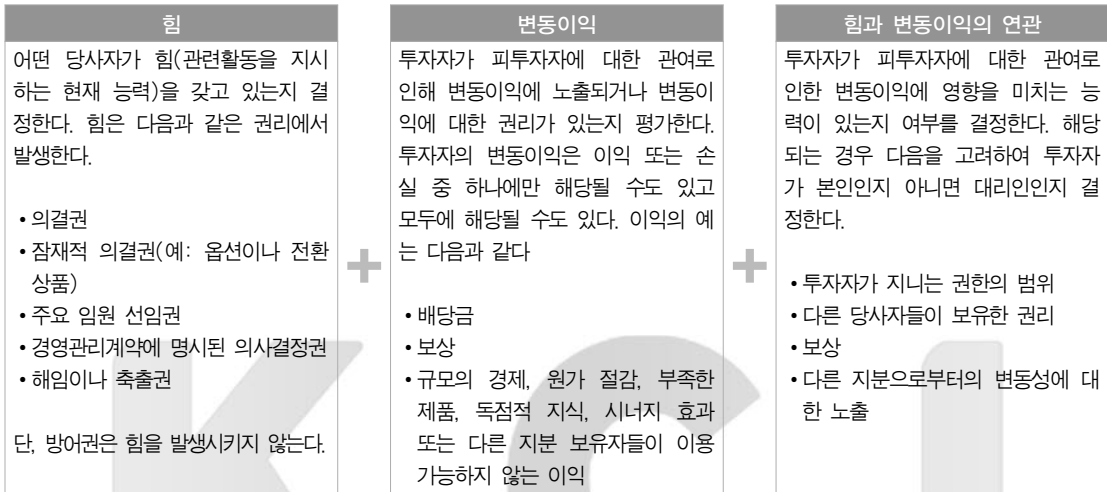 힘
어떤 당사자가 힘(관련활동을 지시
하는 현재 능력)을 갖고 있는지 결
정한다. 힘은 다음과 같은 권리에서
발생한다.
• 의결권
• 잠재적 의결권(예: 옵션이나 전환
상품)
• 주요 임원 선임권
• 경영관리계약에 명시된 의사결정권
• 해임이나 축출권
단, 방어권은 힘을 발생시키지 않는다.
+
변동이익
투자자가 피투자자에 대한 관여로
인해 변동이익에 노출되거나 변동이
익에 대한 권리가 있는지 평가한다.
투자자의 변동이익은 이익 또는 손
실 중 하나에만 해당될 수도 있고
모두에 해당될 수도 있다. 이익의 예
는 다음과 같다
• 배당금
• 보상
• 규모의 경제, 원가 절감, 부족한
제품, 독점적 지식, 시너지 효과
또는 다른 지분 보유자들이 이용
가능하지 않는 이익
+
힘과 변동이익의 연관
투자자가 피투자자에 대한 관여로
인한 변동이익에 영향을 미치는 능
력이 있는지 여부를 결정한다. 해당
되는 경우 다음을 고려하여 투자자
가 본인인지 아니면 대리인인지 결
정한다.
• 투자자가 지니는 권한의 범위
• 다른 당사자들이 보유한 권리
• 보상
• 다른 지분으로부터의 변동성에 대
한 노출